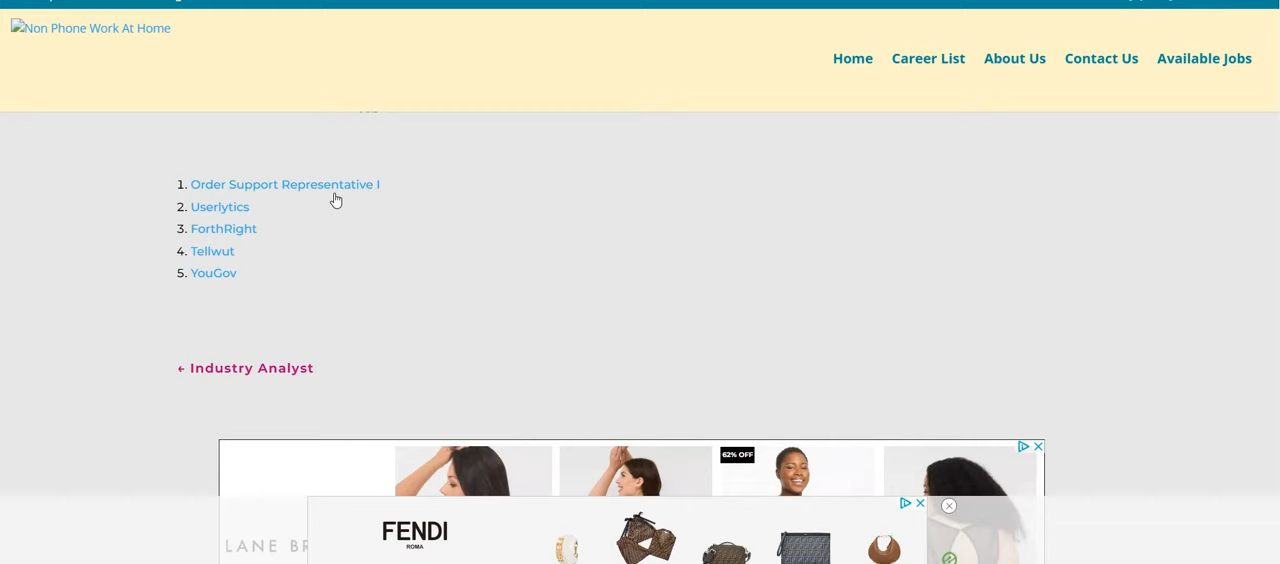 Non Phone Work At Home
Home Career List About Us Contact Us Available Jobs
1. Order Support Representative I
2. Userlytics
3. ForthRight
4. Tellwut
5. YouGov
← Industry Analyst
62% OFF
FENDI
ROMA
LANE BR